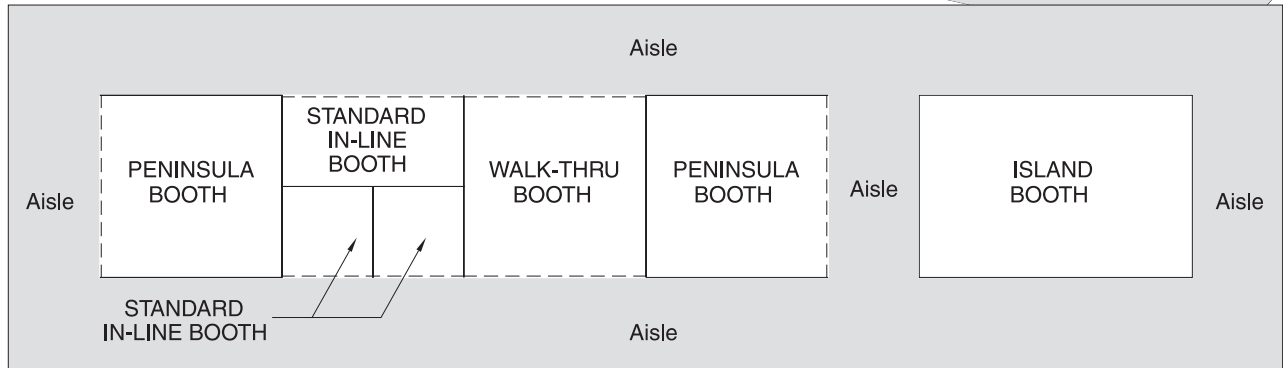 Aisle
STANDARD
IN-LINE
BOOTH
Aisle
PENINSULA
BOOTH
WALK-THRU
BOOTH
PENINSULA
BOOTH
Aisle
ISLAND
BOOTH
Aisle
STANDARD
IN-LINE BOOTH
Aisle